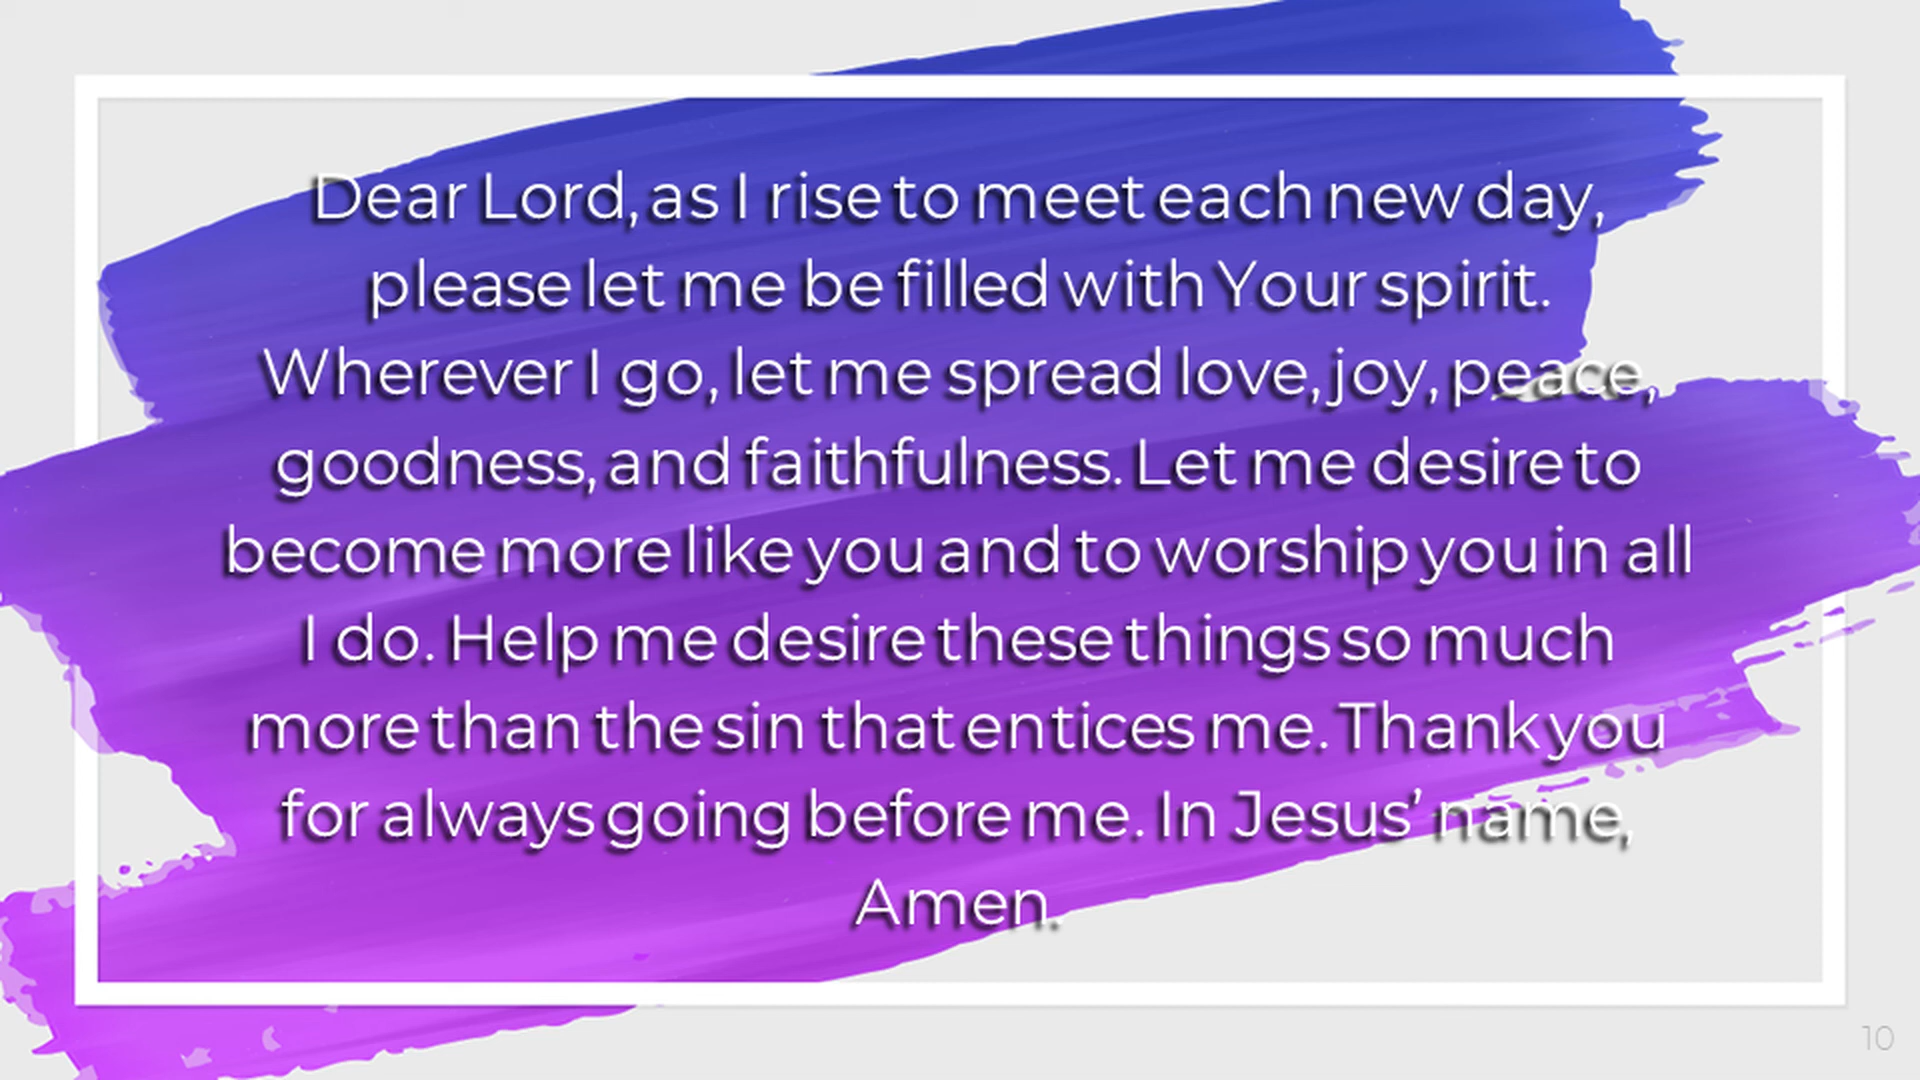 Dear Lord, as I rise to meet each new day,
please let me be filled with Your spirit.
Wherever I go, let me spread love, joy, peace,
goodness, and faithfulness. Let me desire to
become more like you and to worship you in all
I do. Help me desire these things so much
more than the sin that entices me. Thank you
for always going before me. In Jesus’ name,
Amen.
10